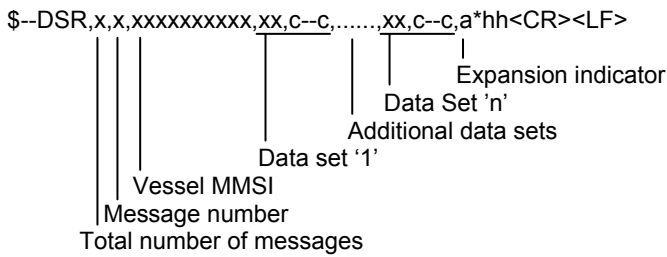 $--DSR,x,x,xxxxxxxxxx,xx,c--c,......,xx,c--c,a*hh<CR><LF>
Expansion indicator
Data Set 'n'
Additional data sets
Data set ‘1’
Vessel MMSI
Message number
Total number of messages